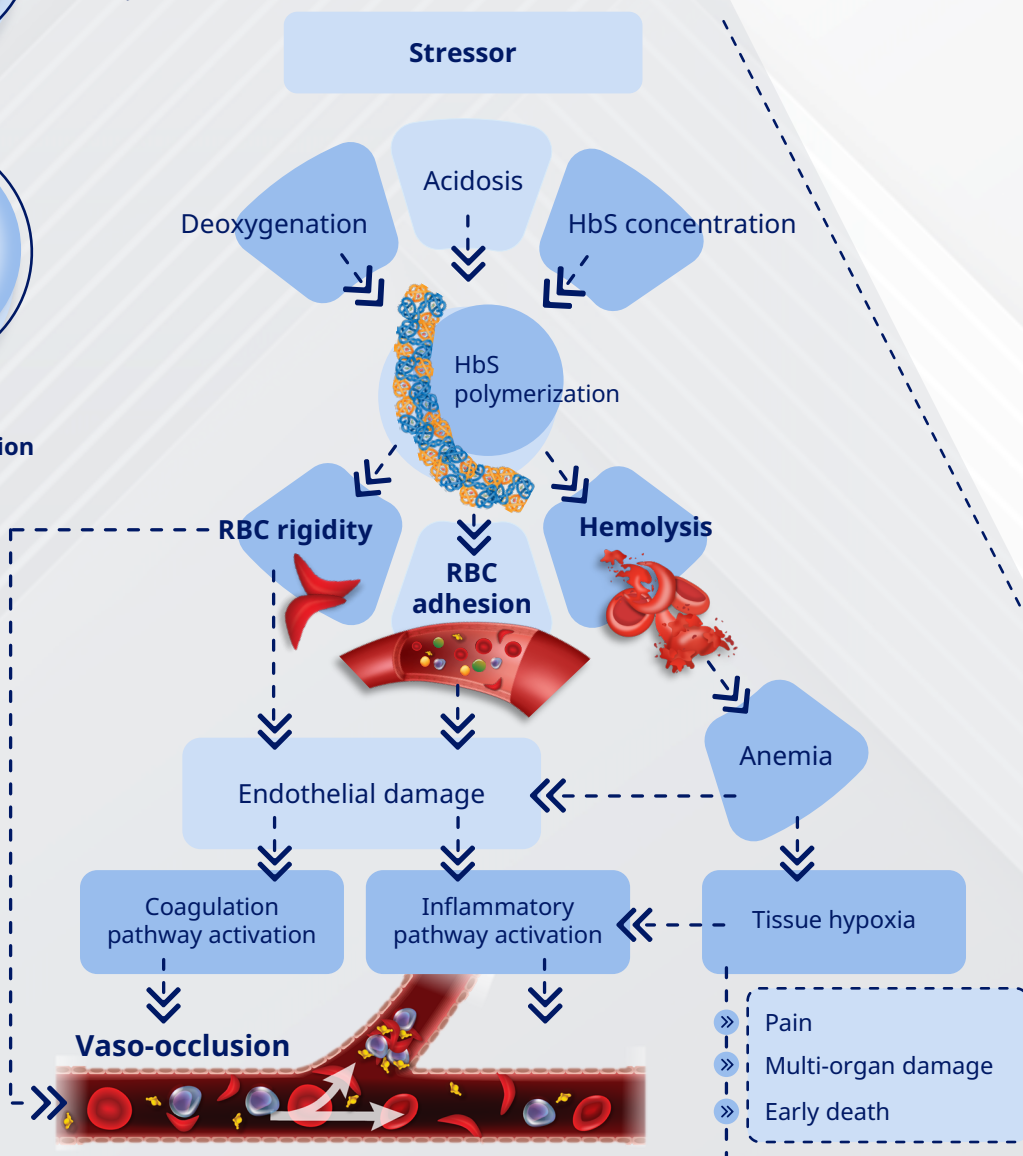 Stressor
Acidosis
Deoxygenation
HbS concentration
HbS
polymerization
ion
RBC rigidity
Hemolysis
RBC
adhesion
Anemia
Endothelial damage
Coagulation
pathway activation
Inflammatory
pathway activation
Tissue hypoxia
Pain
Vaso-occlusion
Multi-organ damage
Early death